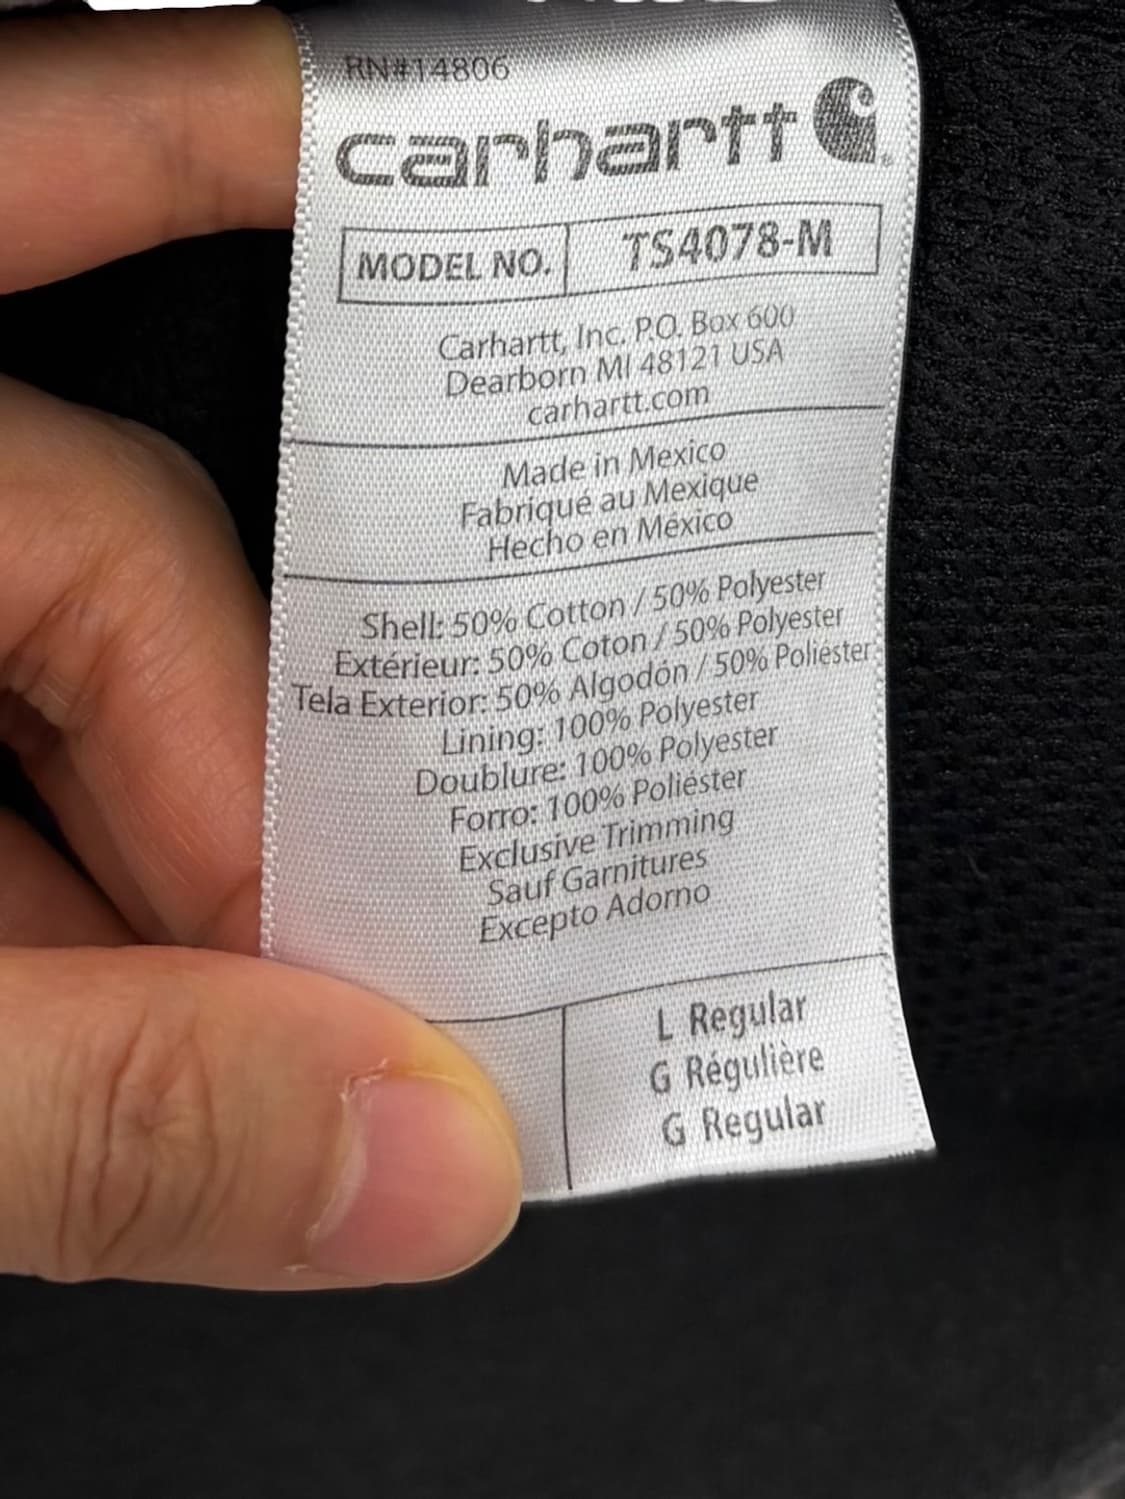 RN#14806
carhartt
MODEL NO. TS4078-M
Carhartt, Inc. P.O. Box 600
Dearborn MI 48121 USA
carhartt.com
Made in Mexico
Fabriqué au Mexique
Hecho en México
Shell: 50% Cotton / 50% Polyester
Extérieur: 50% Coton / 50% Polyester
Tela Exterior: 50% Algodón / 50% Poliéster
Lining: 100% Polyester
Doublure: 100% Polyester
Forro: 100% Poliéster
Exclusive Trimming
Sauf Garnitures
Excepto Adorno
L Regular
G Régulière
G Regular